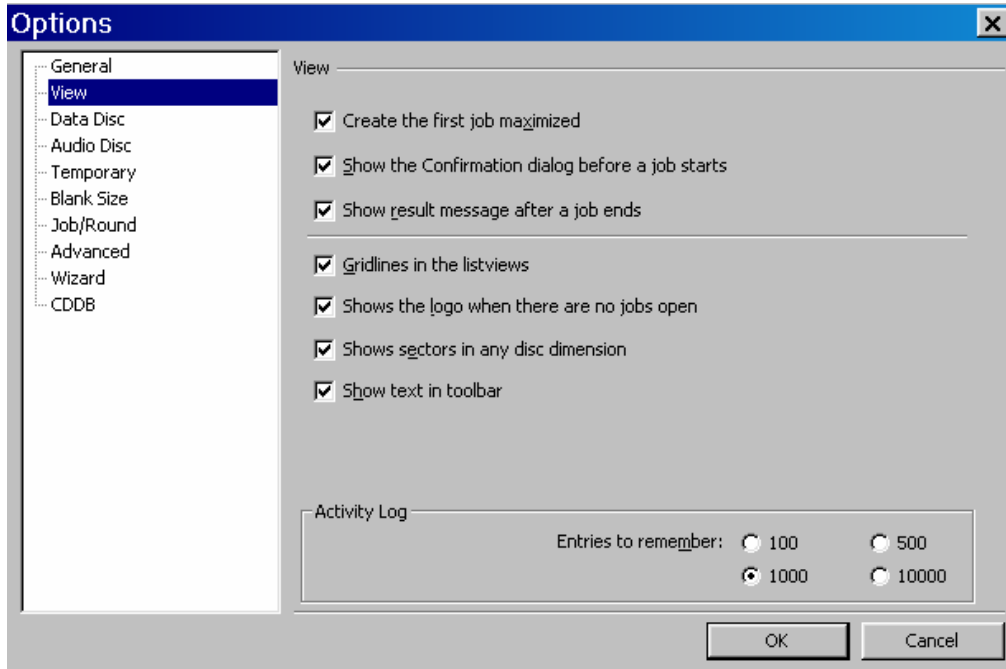 Options
General
View
Data Disc
Audio Disc
Temporary
Blank Size
Job/Round
Advanced
Wizard
CDDB
View
Create the first job maximized
Show the Confirmation dialog before a job starts
Show result message after a job ends
Gridlines in the listviews
Shows the logo when there are no jobs open
Shows sectors in any disc dimension
Show text in toolbar
Activity Log
Entries to remember: 100 500
1000 10000
OK Cancel